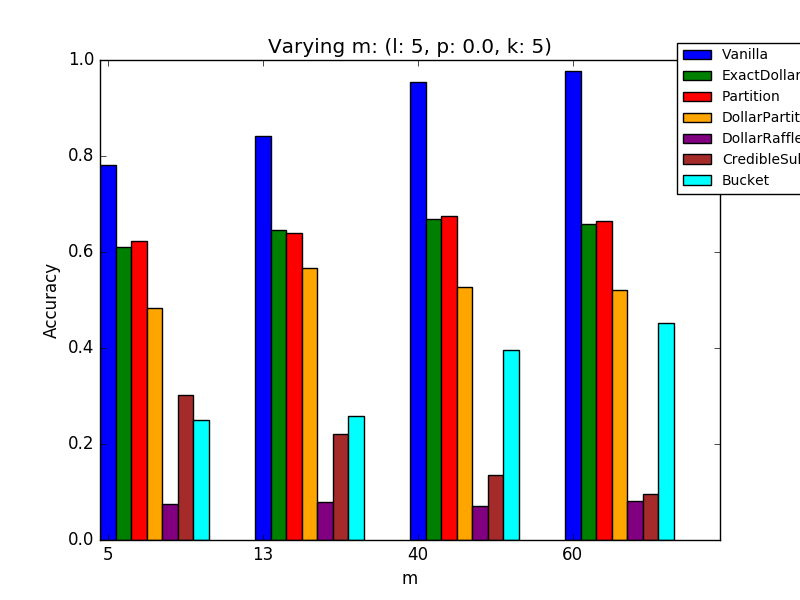 Varying m: (l: 5, p: 0.0, k: 5)
Vanilla
ExactDollar
Partition
DollarPartit
DollarRaffle
CredibleSu
Bucket
1.0
0.8
0.6
0.4
0.2
0.0
Accuracy
5 13 40 60
m